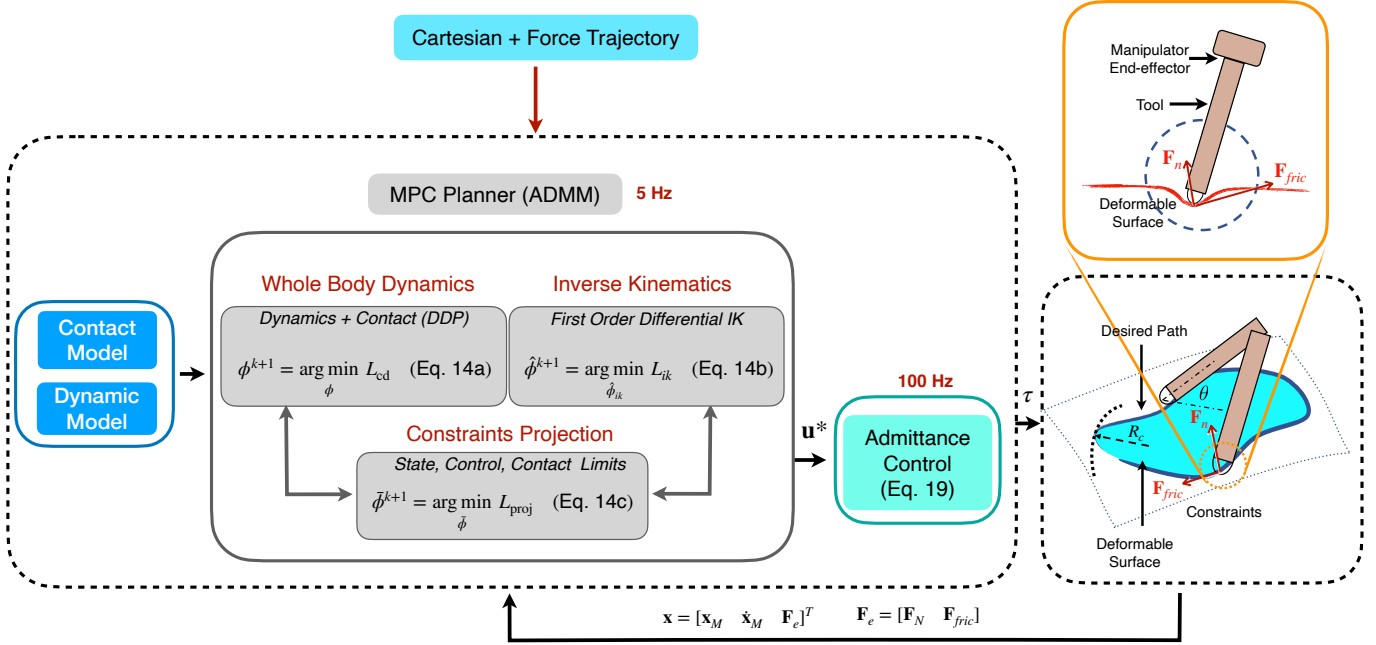 Cartesian + Force Trajectory
MPC Planner (ADMM)
5 Hz
Whole Body Dynamics
Dynamics + Contact (DDP)
ϕ^{k+1} = arg min_ϕ L_cd (Eq. 14a)
Inverse Kinematics
First Order Differential IK
ϕ̂^{k+1} = arg min_{ϕ̂_ik} L_ik (Eq. 14b)
Contact
Model
Dynamic
Model
Constraints Projection
State, Control, Contact Limits
ϕ̄^{k+1} = arg min_ϕ̄ L_proj (Eq. 14c)
u*
100 Hz
Admittance
Control
(Eq. 19)
τ
Manipulator
End-effector
Tool
F_n
F_fric
Deformable
Surface
Desired Path
θ
F_n
R_c
F_fric
Constraints
Deformable
Surface
x = [x_M ẋ_M F_e]^T F_e = [F_N F_fric]